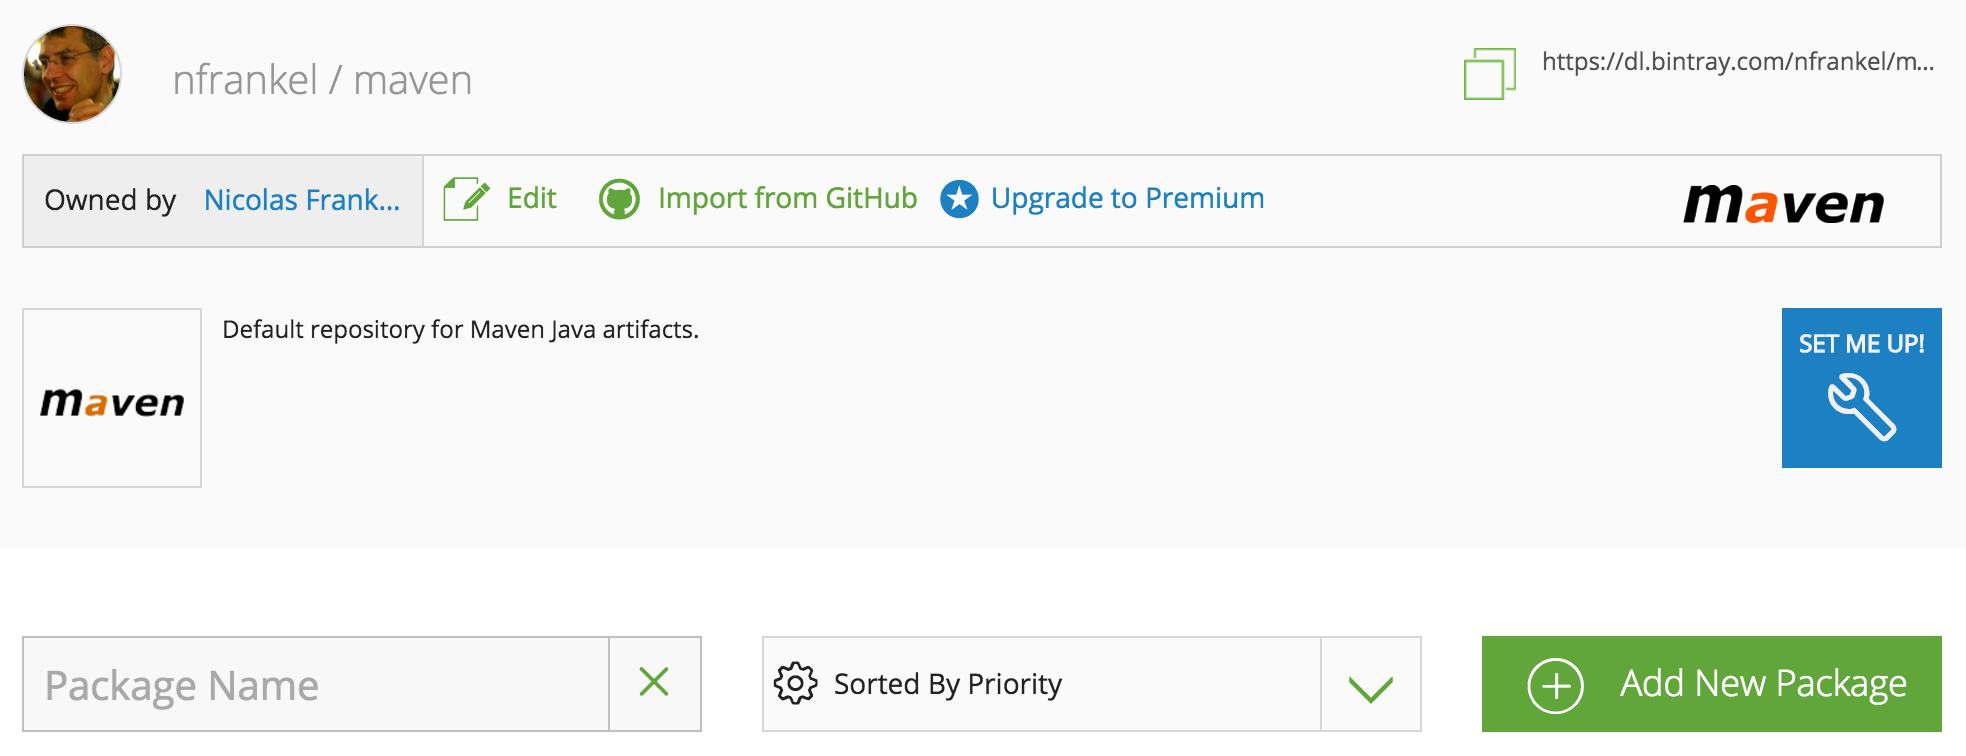 nfrankel / maven
https://dl.bintray.com/nfrankel/m...
Owned by Nicolas Frank... Edit Import from GitHub Upgrade to Premium maven
Default repository for Maven Java artifacts.
SET ME UP!
maven
Package Name
Sorted By Priority
Add New Package